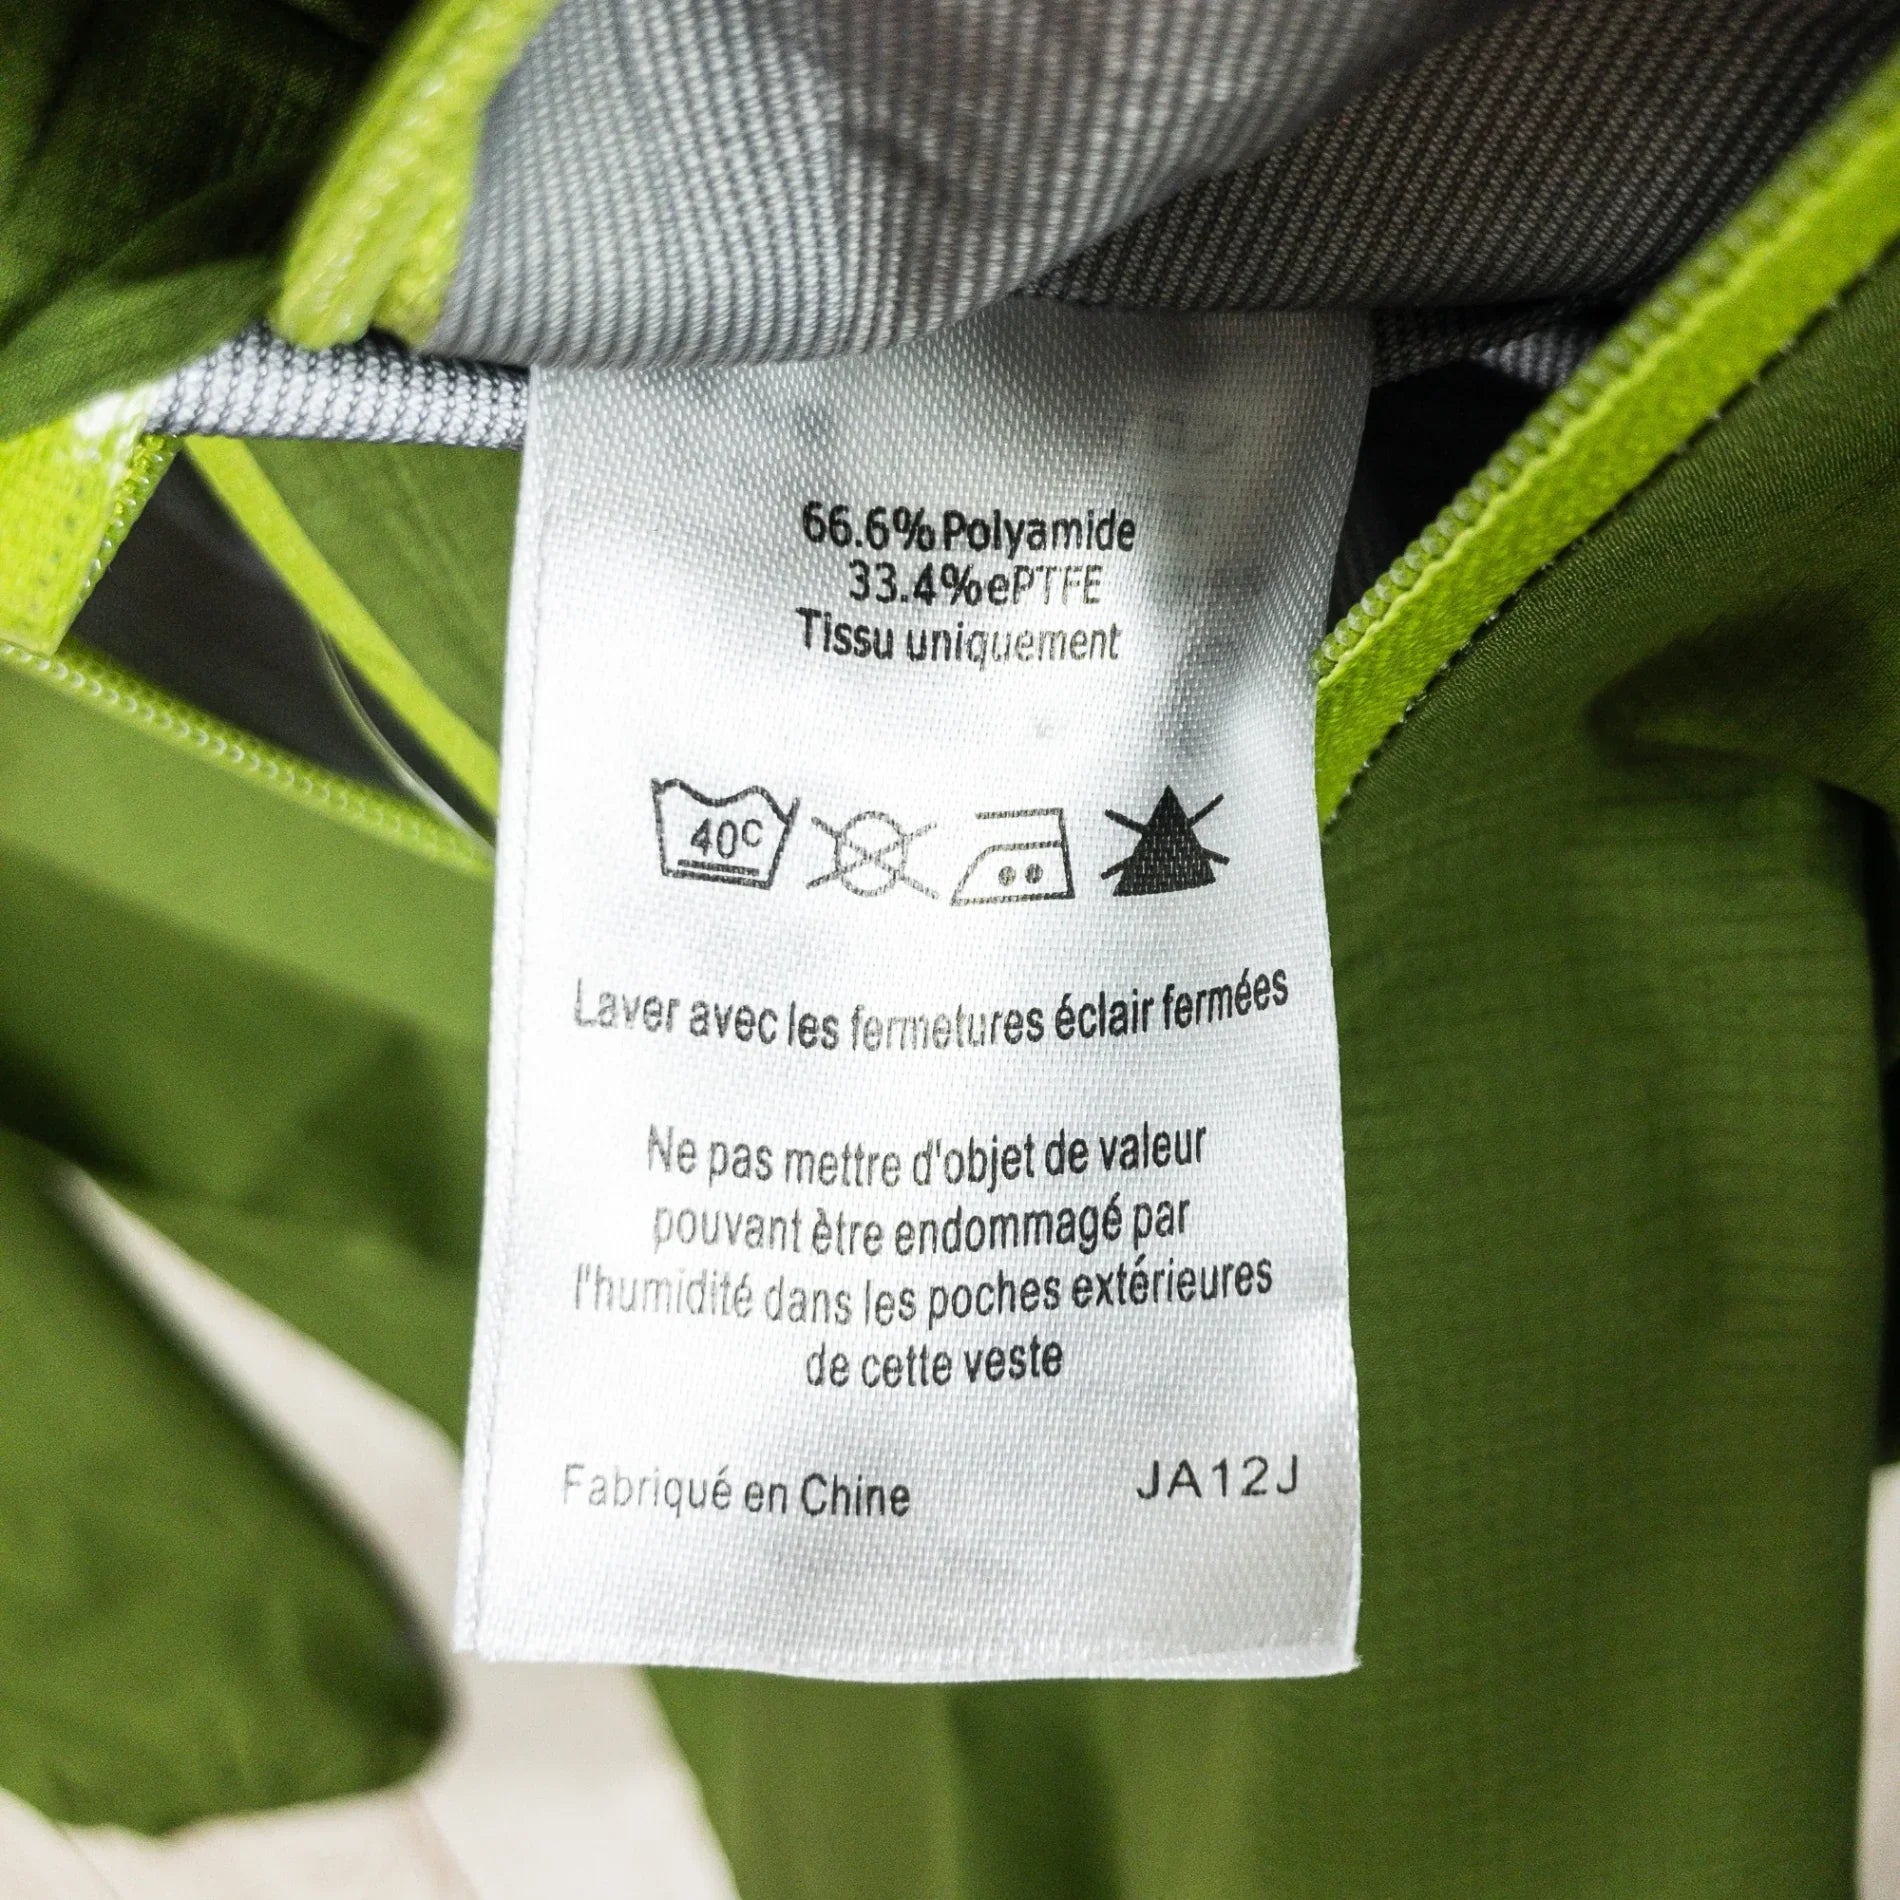 66.6% Polyamide
33.4% ePTFE
Tissu uniquement
40C
Laver avec les fermetures éclair fermées
Ne pas mettre d'objet de valeur
pouvant être endommagé par
l'humidité dans les poches extérieures
de cette veste
Fabriqué en Chine JA12J